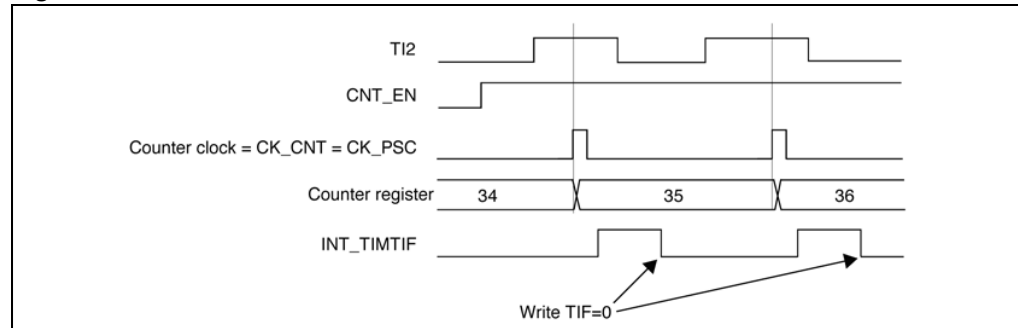 TI2
CNT_EN
Counter clock = CK_CNT = CK_PSC
Counter register 34 35 36
INT_TIMTIF
Write TIF=0